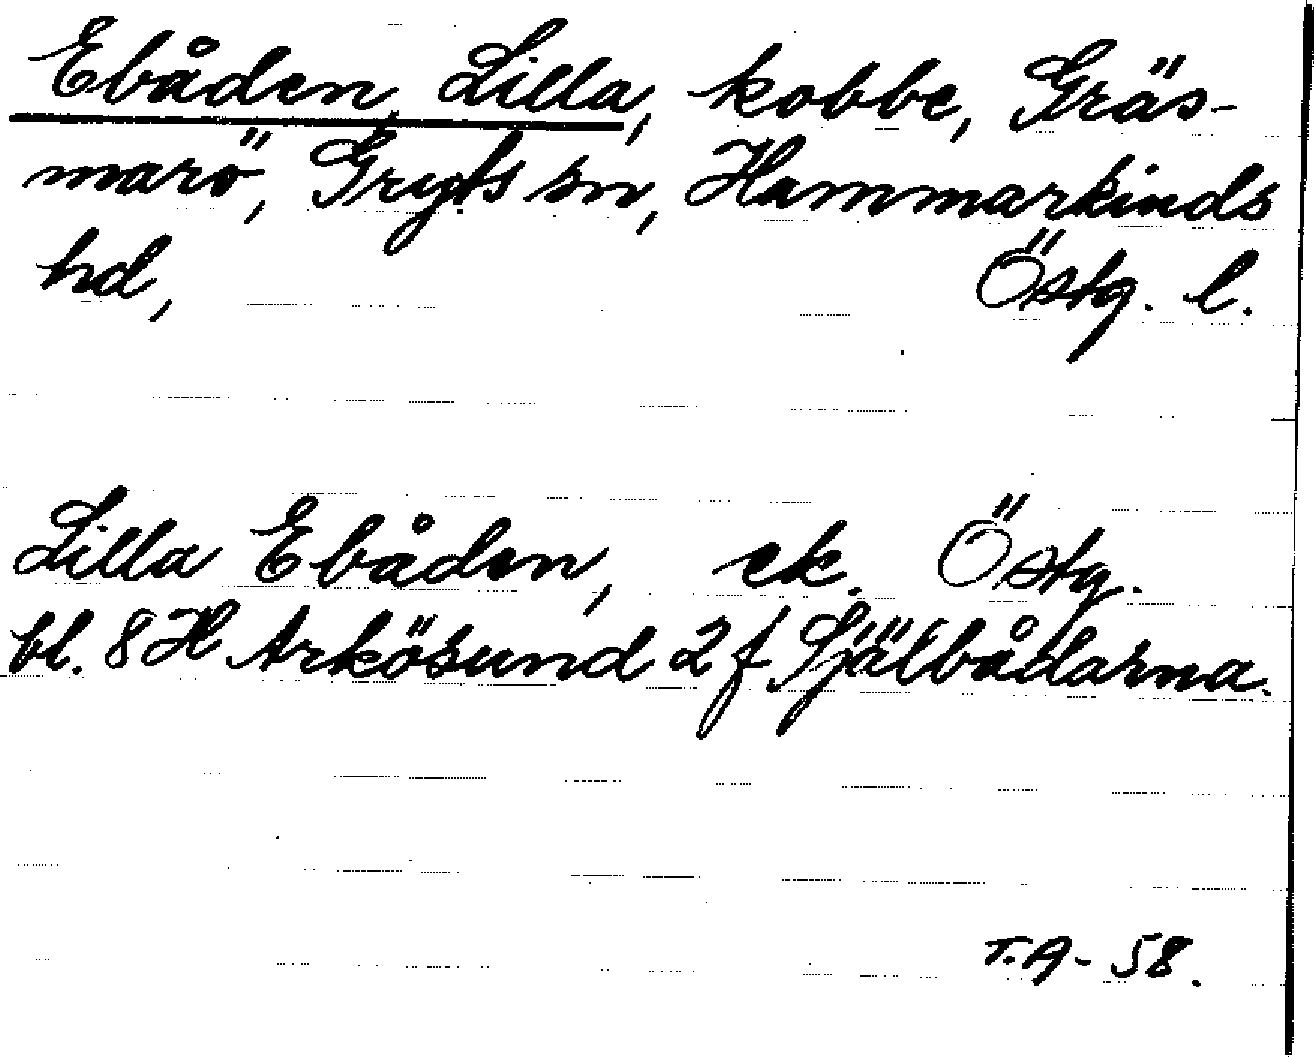 Ebåden, Lilla, kobbe, Gräs-
marö, Gryts sn, Hammarkinds
hd, Östg. l.
Lilla Ebåden, ek. Östg.
bl. 8 H Arkösund 2 f Själbådarna.
T.A - 58.